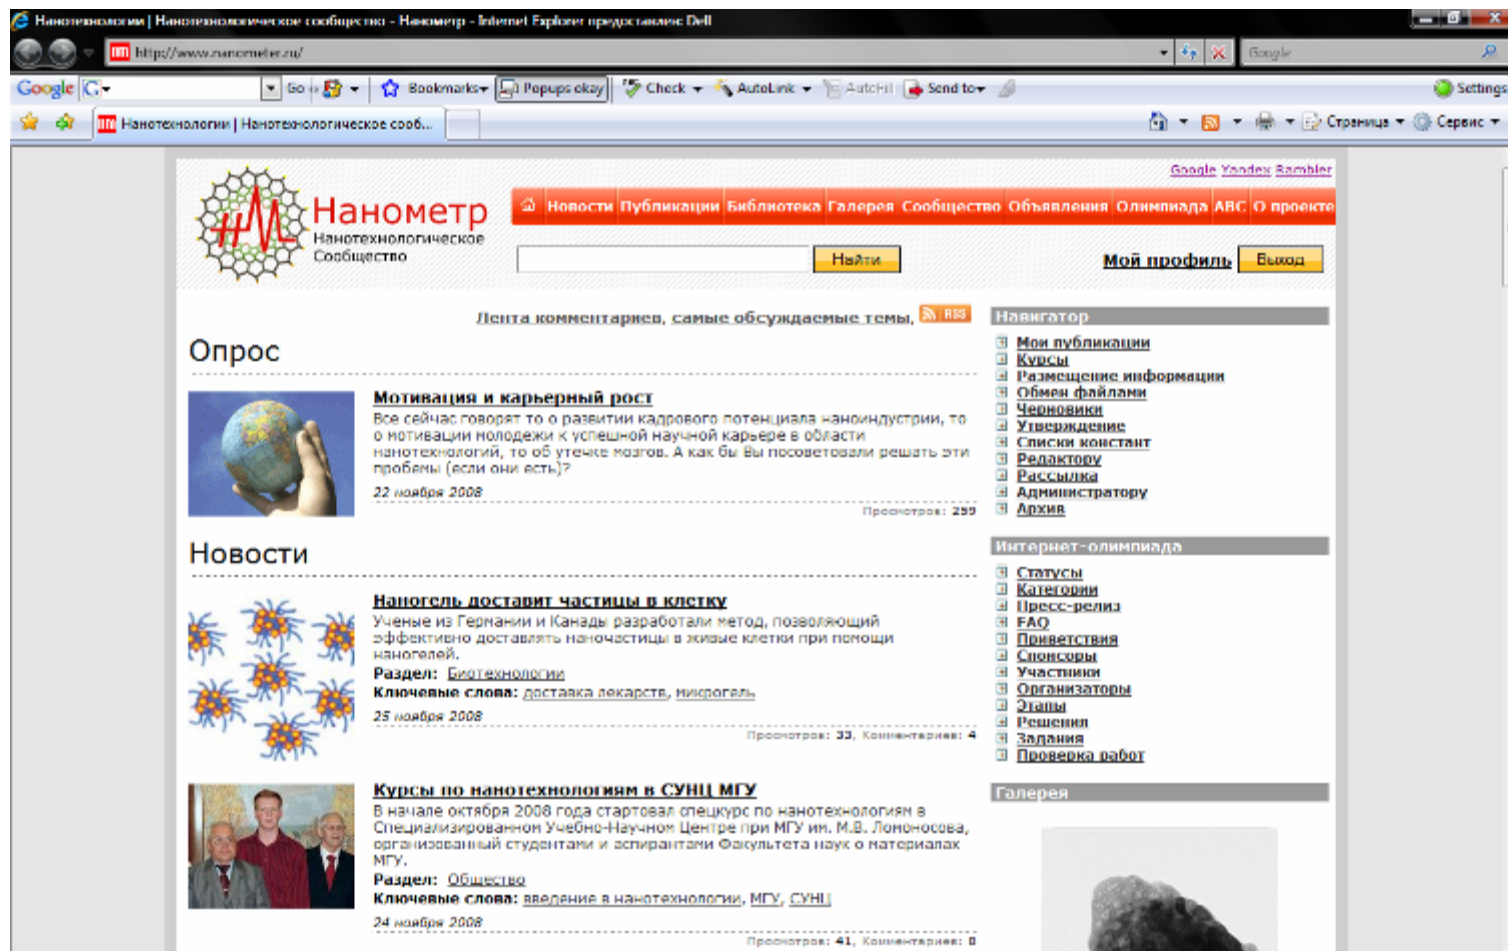 Нанотехнологии | Нанотехнологическое сообщество - Нанометр - Internet Explorer предоставлен: Dell
http://www.nanometer.ru/
Google
Google
Go
Bookmarks
Popups okay
Check
AutoLink
AutoFill
Send to
Settings
Нанотехнологии | Нанотехнологическое сооб...
Страница
Сервис
Google Yandex Rambler
Нанометр
Нанотехнологическое
Сообщество
Новости Публикации Библиотека Галерея Сообщество Объявления Олимпиада ABC О проекте
Найти
Мой профиль
Выход
Лента комментариев, самые обсуждаемые темы, RSS
Опрос
Мотивация и карьерный рост
Все сейчас говорят то о развитии кадрового потенциала наноиндустрии, то
о мотивации молодежи к успешной научной карьере в области
нанотехнологий, то об утечке мозгов. А как бы Вы посоветовали решать эти
пробемы (если они есть)?
22 ноября 2008
Просмотров: 259
Новости
Наногель доставит частицы в клетку
Ученые из Германии и Канады разработали метод, позволяющий
эффективно доставлять наночастицы в живые клетки при помощи
наногелей.
Раздел: Биотехнологии
Ключевые слова: доставка лекарств, микрогель
25 ноября 2008
Просмотров: 33, Комментариев: 4
Курсы по нанотехнологиям в СУНЦ МГУ
В начале октября 2008 года стартовал спецкурс по нанотехнологиям в
Специализированном Учебно-Научном Центре при МГУ им. М.В. Ломоносова,
организованный студентами и аспирантами Факультета наук о материалах
МГУ.
Раздел: Общество
Ключевые слова: введение в нанотехнологии, МГУ, СУНЦ
24 ноября 2008
Просмотров: 41, Комментариев: 0
Навигатор
Мои публикации
Курсы
Размещение информации
Обмен файлами
Черновики
Утверждение
Списки констант
Редактору
Рассылка
Администратору
Архив
Интернет-олимпиада
Статусы
Категории
Пресс-релиз
FAQ
Приветствия
Спонсоры
Участники
Организаторы
Этапы
Решения
Задания
Проверка работ
Галерея